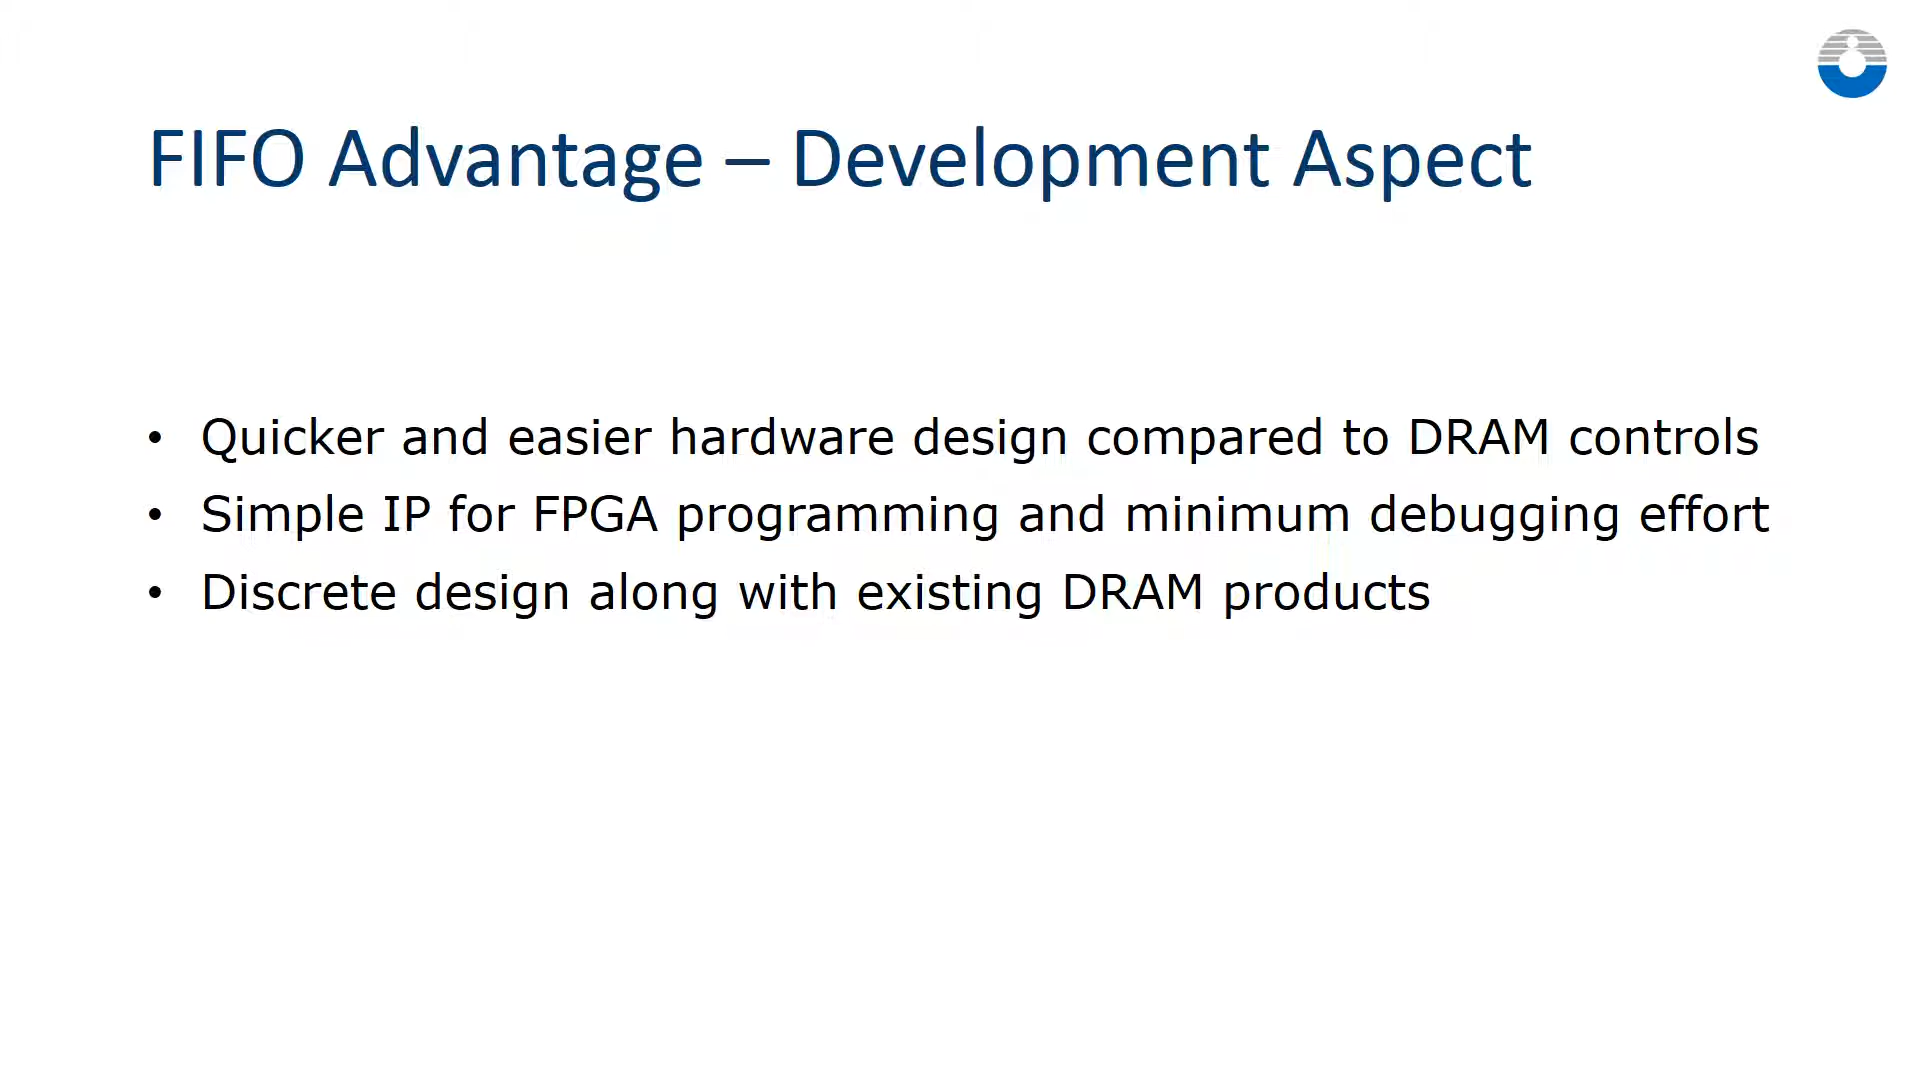 FIFO Advantage – Development Aspect
• Quicker and easier hardware design compared to DRAM controls
• Simple IP for FPGA programming and minimum debugging effort
• Discrete design along with existing DRAM products